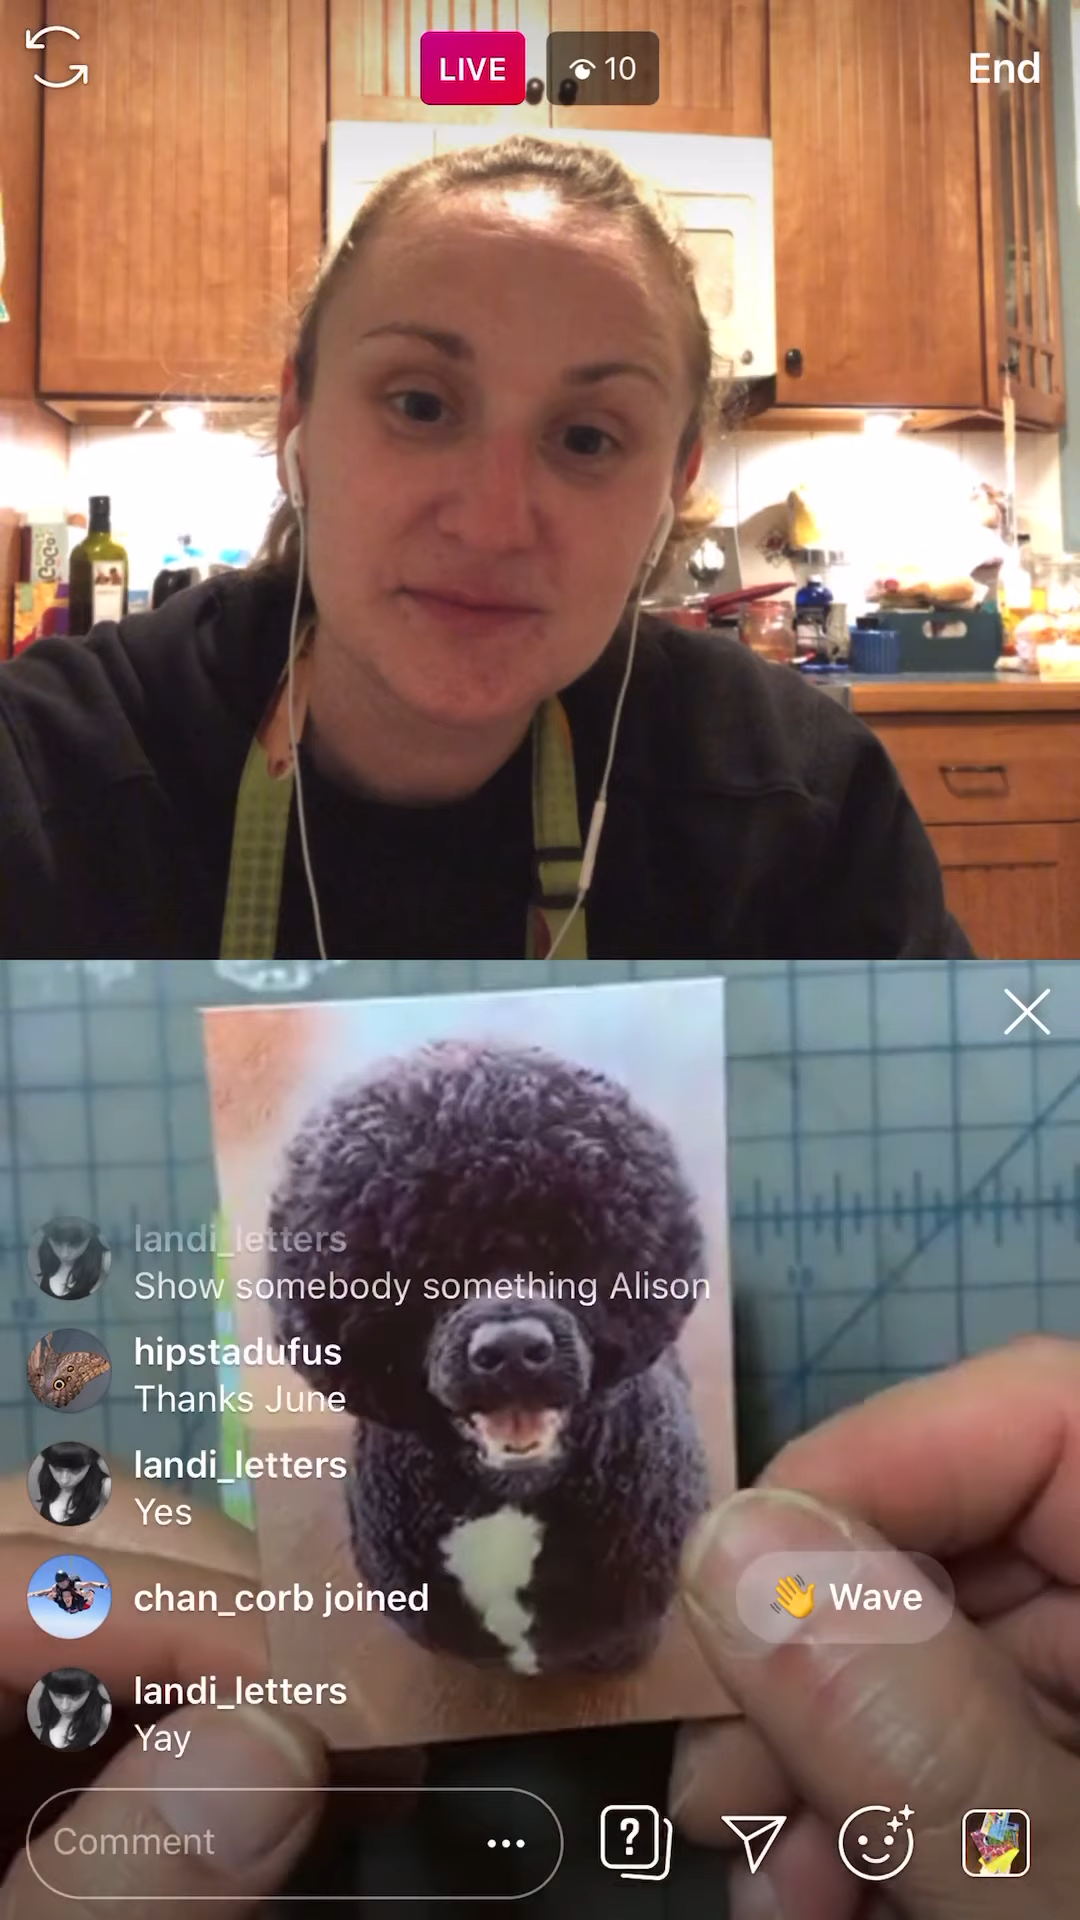 LIVE
10
End
COCO
landi_letters
Show somebody something Alison
hipstadufus
Thanks June
landi_letters
Yes
chan_corb joined
Wave
landi_letters
Yay
Comment
?